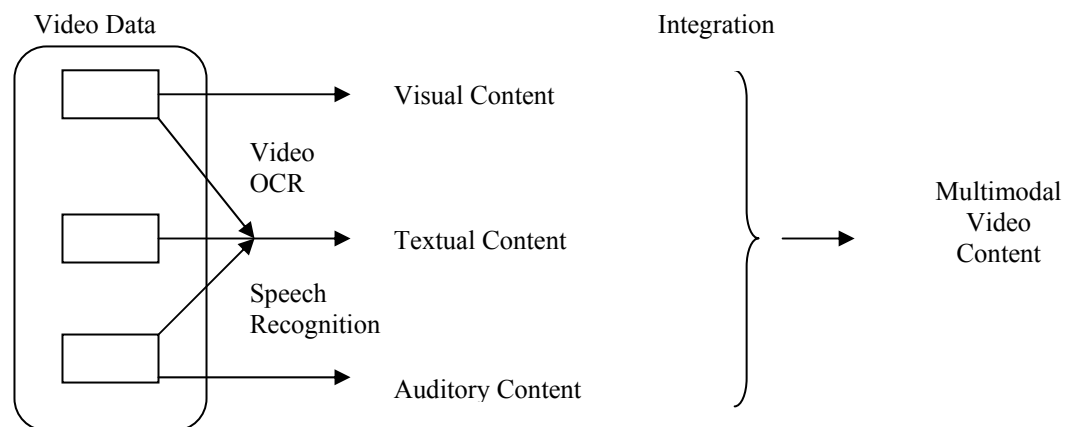 Video Data
Integration
Visual Content
Video
OCR
Multimodal
Video
Content
Textual Content
Speech
Recognition
Auditory Content